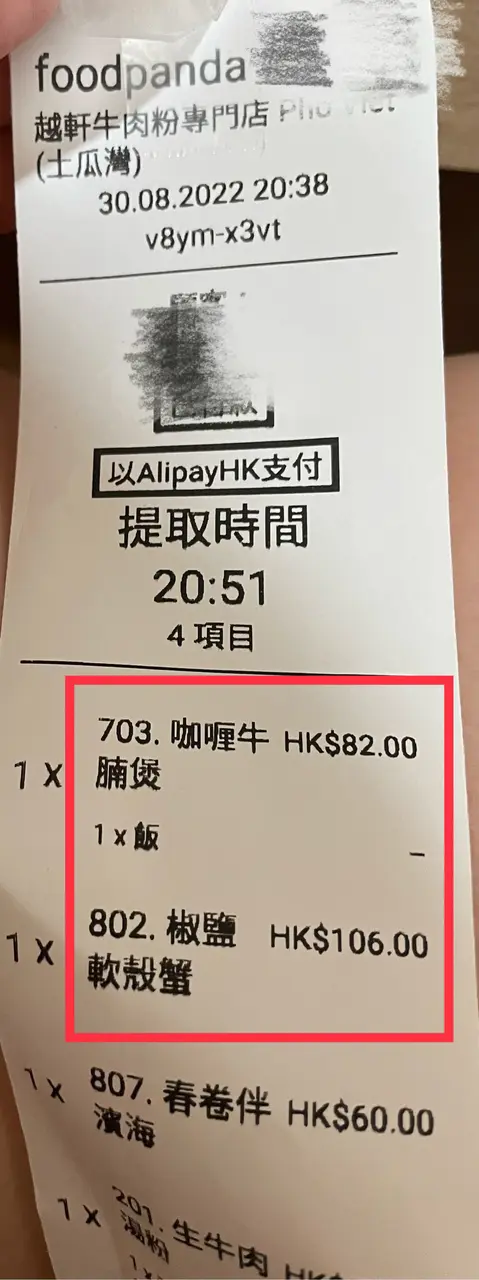 foodpanda
越軒牛肉粉專門店 Pho Viet
(土瓜灣)
30.08.2022 20:38
v8ym-x3vt
以AlipayHK支付
提取時間
20:51
4 項目
1 x 703. 咖喱牛 HK$82.00
腩煲
1 x 飯 –
1 x 802. 椒鹽 HK$106.00
軟殼蟹
1 x 807. 春卷伴 HK$60.00
濱海
1 x 201. 生牛肉 HK$
湯粉
1 x